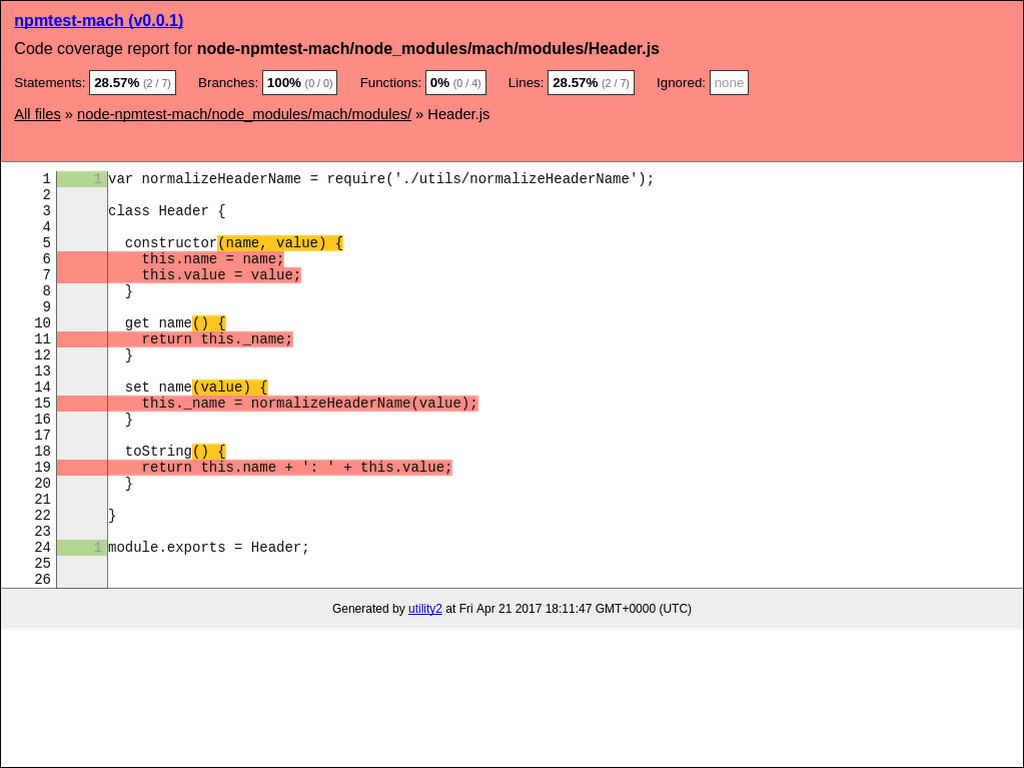 npmtest-mach (v0.0.1)
Code coverage report for node-npmtest-mach/node_modules/mach/modules/Header.js
Statements: 28.57% (2 / 7) Branches: 100% (0 / 0) Functions: 0% (0 / 4) Lines: 28.57% (2 / 7) Ignored: none
All files » node-npmtest-mach/node_modules/mach/modules/ » Header.js
1 1 var normalizeHeaderName = require('./utils/normalizeHeaderName');
2
3 class Header {
4
5   constructor(name, value) {
6     this.name = name;
7     this.value = value;
8   }
9
10   get name() {
11     return this._name;
12   }
13
14   set name(value) {
15     this._name = normalizeHeaderName(value);
16   }
17
18   toString() {
19     return this.name + ': ' + this.value;
20   }
21
22 }
23
24 1 module.exports = Header;
25
26
Generated by utility2 at Fri Apr 21 2017 18:11:47 GMT+0000 (UTC)